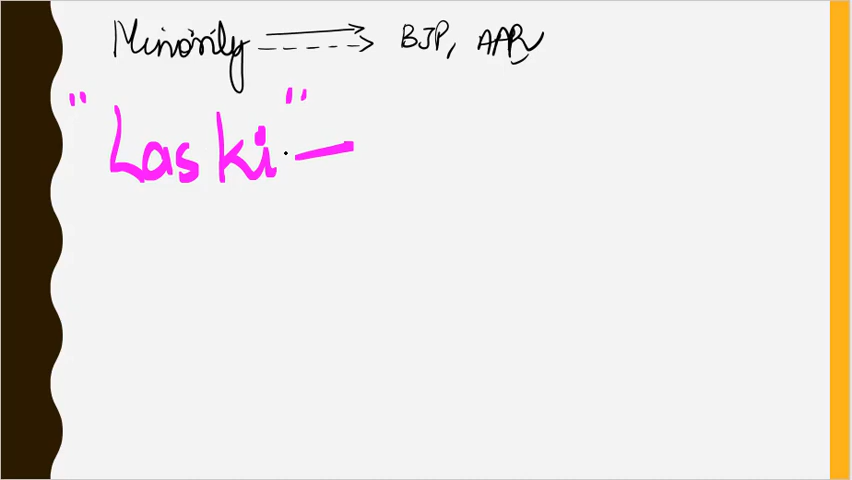 Minority → BJP, AAP
"Laski" —